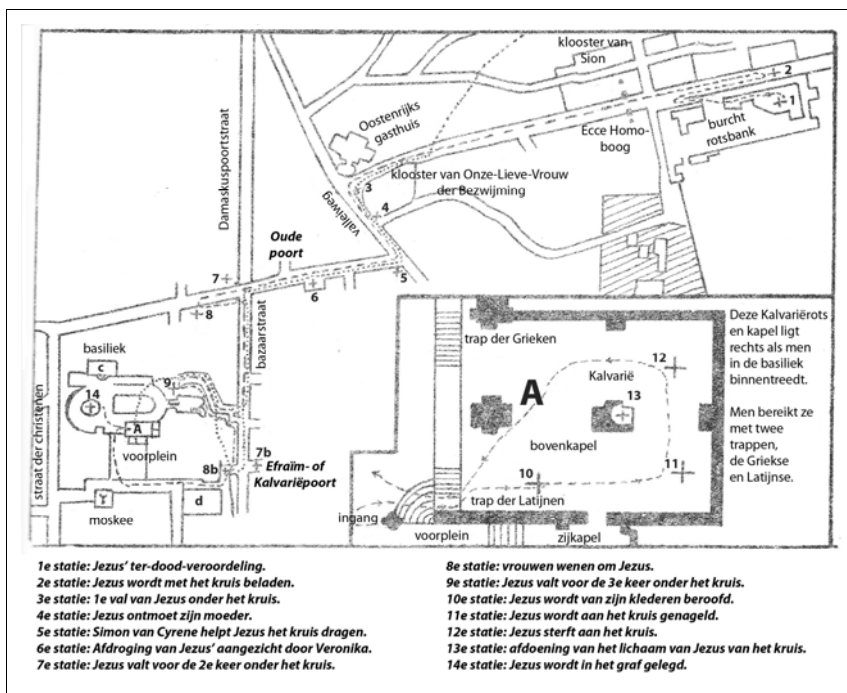 klooster van
Sion
2
1
burcht
rotsbank
Ecce Homo-
boog
Oostenrijks
gasthuis
Damaskuspoortstraat
3
klooster van Onze-Lieve-Vrouw
der Bezwijming
4
valleiweg
Oude
poort
5
6
7
8
bazaarstraat
basiliek
c
9
14
A
voorplein
straat der christenen
7b
8b
Efraïm- of
Kalvariëpoort
d
moskee
trap der Grieken
A
Kalvarië
12
13
bovenkapel
10
11
trap der Latijnen
ingang
voorplein
zijkapel
Deze Kalvariërots
en kapel ligt
rechts als men
in de basiliek
binnentreedt.
Men bereikt ze
met twee
trappen,
de Griekse
en Latijnse.
1e statie: Jezus' ter-dood-veroordeling.
2e statie: Jezus wordt met het kruis beladen.
3e statie: 1e val van Jezus onder het kruis.
4e statie: Jezus ontmoet zijn moeder.
5e statie: Simon van Cyrene helpt Jezus het kruis dragen.
6e statie: Afdroging van Jezus' aangezicht door Veronika.
7e statie: Jezus valt voor de 2e keer onder het kruis.
8e statie: vrouwen wenen om Jezus.
9e statie: Jezus valt voor de 3e keer onder het kruis.
10e statie: Jezus wordt van zijn klederen beroofd.
11e statie: Jezus wordt aan het kruis genageld.
12e statie: Jezus sterft aan het kruis.
13e statie: afdoening van het lichaam van Jezus van het kruis.
14e statie: Jezus wordt in het graf gelegd.